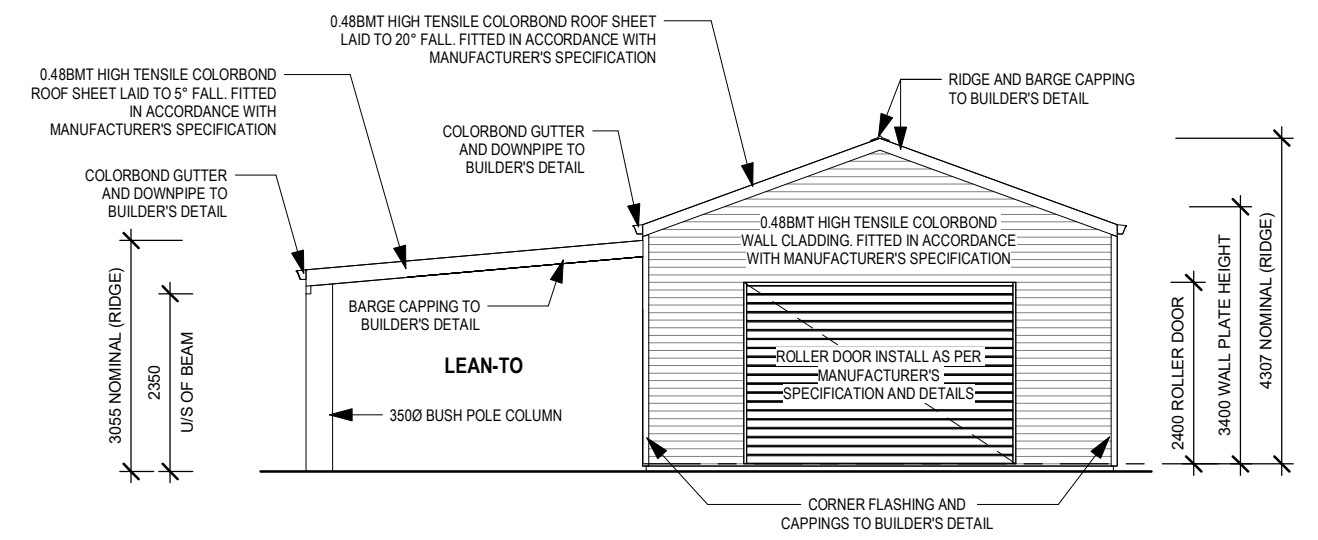 0.48BMT HIGH TENSILE COLORBOND ROOF SHEET
LAID TO 20° FALL. FITTED IN ACCORDANCE WITH
MANUFACTURER'S SPECIFICATION
0.48BMT HIGH TENSILE COLORBOND
ROOF SHEET LAID TO 5° FALL. FITTED
IN ACCORDANCE WITH
MANUFACTURER'S SPECIFICATION
RIDGE AND BARGE CAPPING
TO BUILDER'S DETAIL
COLORBOND GUTTER
AND DOWNPIPE TO
BUILDER'S DETAIL
COLORBOND GUTTER
AND DOWNPIPE TO
BUILDER'S DETAIL
0.48BMT HIGH TENSILE COLORBOND
WALL CLADDING. FITTED IN ACCORDANCE
WITH MANUFACTURER'S SPECIFICATION
BARGE CAPPING TO
BUILDER'S DETAIL
LEAN-TO
ROLLER DOOR INSTALL AS PER
MANUFACTURER'S
SPECIFICATION AND DETAILS
350Ø BUSH POLE COLUMN
3055 NOMINAL (RIDGE)
2350
U/S OF BEAM
2400 ROLLER DOOR
3400 WALL PLATE HEIGHT
4307 NOMINAL (RIDGE)
CORNER FLASHING AND
CAPPINGS TO BUILDER'S DETAIL